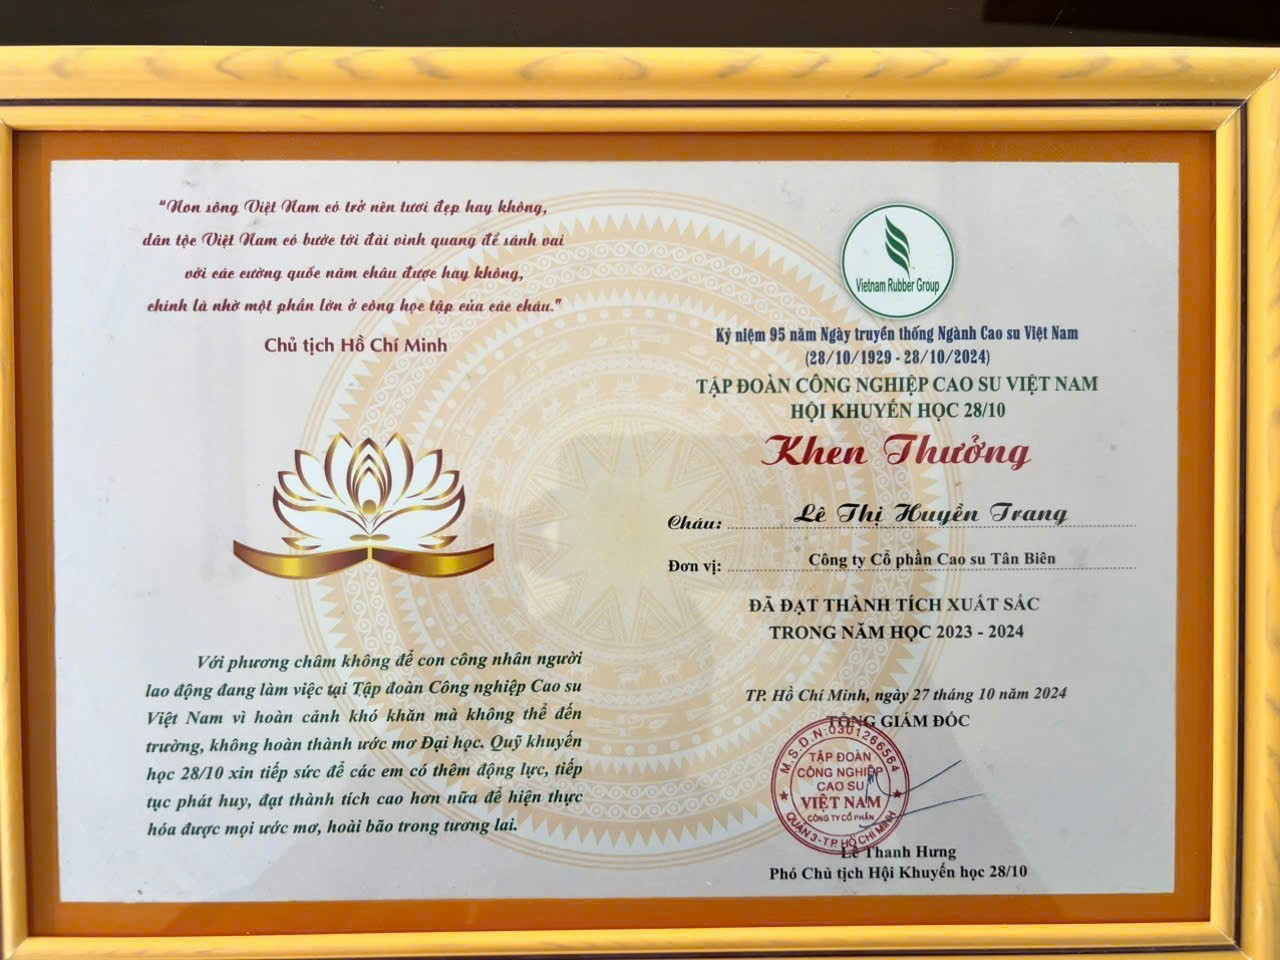 "Non sông Việt Nam có trở nên tươi đẹp hay không,
dân tộc Việt Nam có bước tới đài vinh quang để sánh vai
với các cường quốc năm châu được hay không,
chính là nhờ một phần lớn ở công học tập của các cháu."
Chủ tịch Hồ Chí Minh
Với phương châm không để con công nhân người
lao động đang làm việc tại Tập đoàn Công nghiệp Cao su
Việt Nam vì hoàn cảnh khó khăn mà không thể đến
trường, không hoàn thành ước mơ Đại học. Quỹ khuyến
học 28/10 xin tiếp sức để các em có thêm động lực, tiếp
tục phát huy, đạt thành tích cao hơn nữa để hiện thực
hóa được mọi ước mơ, hoài bão trong tương lai.
Vietnam Rubber Group
Kỷ niệm 95 năm Ngày truyền thống Ngành Cao su Việt Nam
(28/10/1929 - 28/10/2024)
TẬP ĐOÀN CÔNG NGHIỆP CAO SU VIỆT NAM
HỘI KHUYẾN HỌC 28/10
Khen Thưởng
Cháu: Lê Thị Huyền Trang
Đơn vị: Công ty Cổ phần Cao su Tân Biên
ĐÃ ĐẠT THÀNH TÍCH XUẤT SẮC
TRONG NĂM HỌC 2023 - 2024
TP. Hồ Chí Minh, ngày 27 tháng 10 năm 2024
TỔNG GIÁM ĐỐC
M.S.D.N:0301266564
TẬP ĐOÀN
CÔNG NGHIỆP
CAO SU
VIỆT NAM
CÔNG TY CỔ PHẦN
QUẬN 3-T.P. HỒ CHÍ MINH
Lê Thanh Hưng
Phó Chủ tịch Hội Khuyến học 28/10